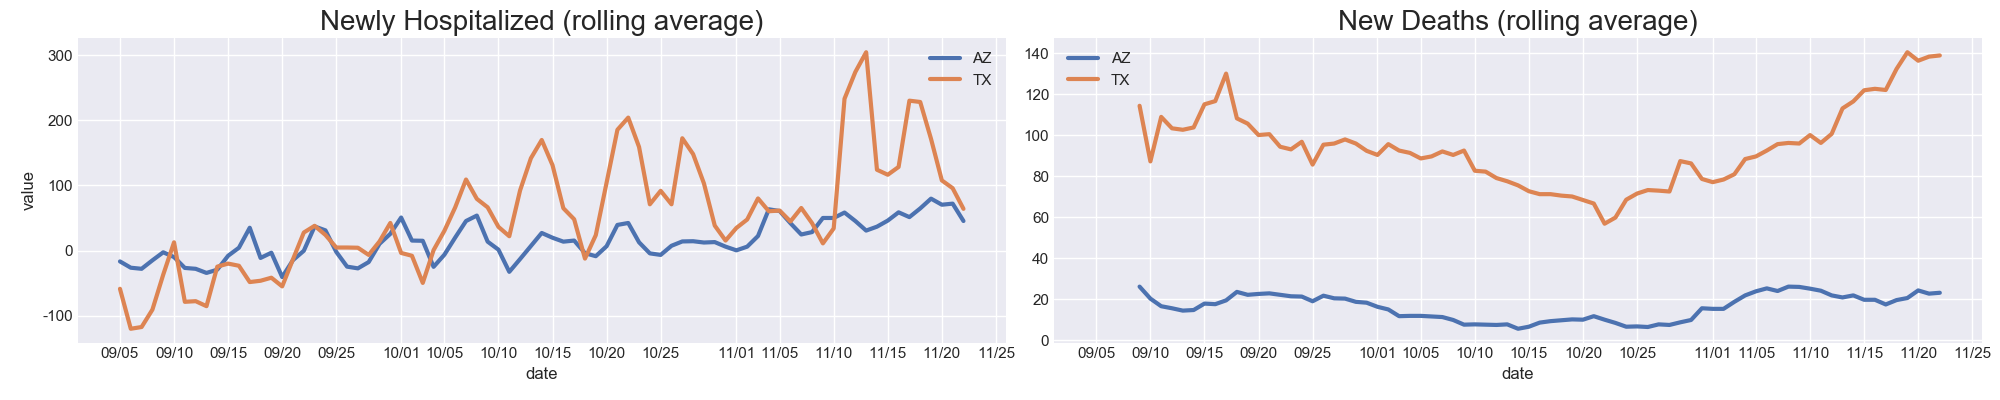 Newly Hospitalized (rolling average)
AZ
TX
300
200
100
0
-100
value
09/05 09/10 09/15 09/20 09/25 10/01 10/05 10/10 10/15 10/20 10/25 11/01 11/05 11/10 11/15 11/20 11/25
date
New Deaths (rolling average)
AZ
TX
140
120
100
80
60
40
20
0
09/05 09/10 09/15 09/20 09/25 10/01 10/05 10/10 10/15 10/20 10/25 11/01 11/05 11/10 11/15 11/20 11/25
date